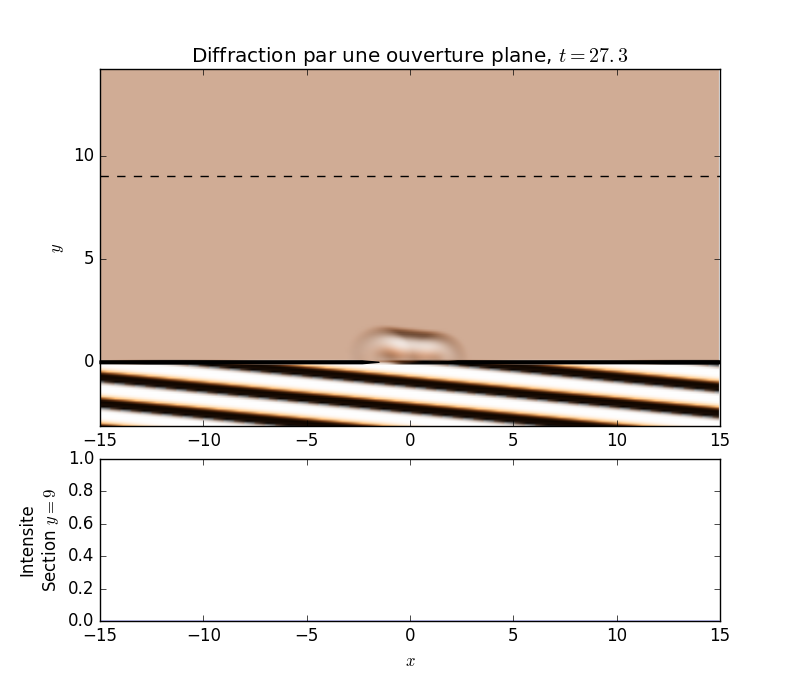 Diffraction par une ouverture plane, t = 27.3
10
5
0
y
−15 −10 −5 0 5 10 15
1.0
0.8
0.6
0.4
0.2
0.0
Intensite
Section y = 9
−15 −10 −5 0 5 10 15
x